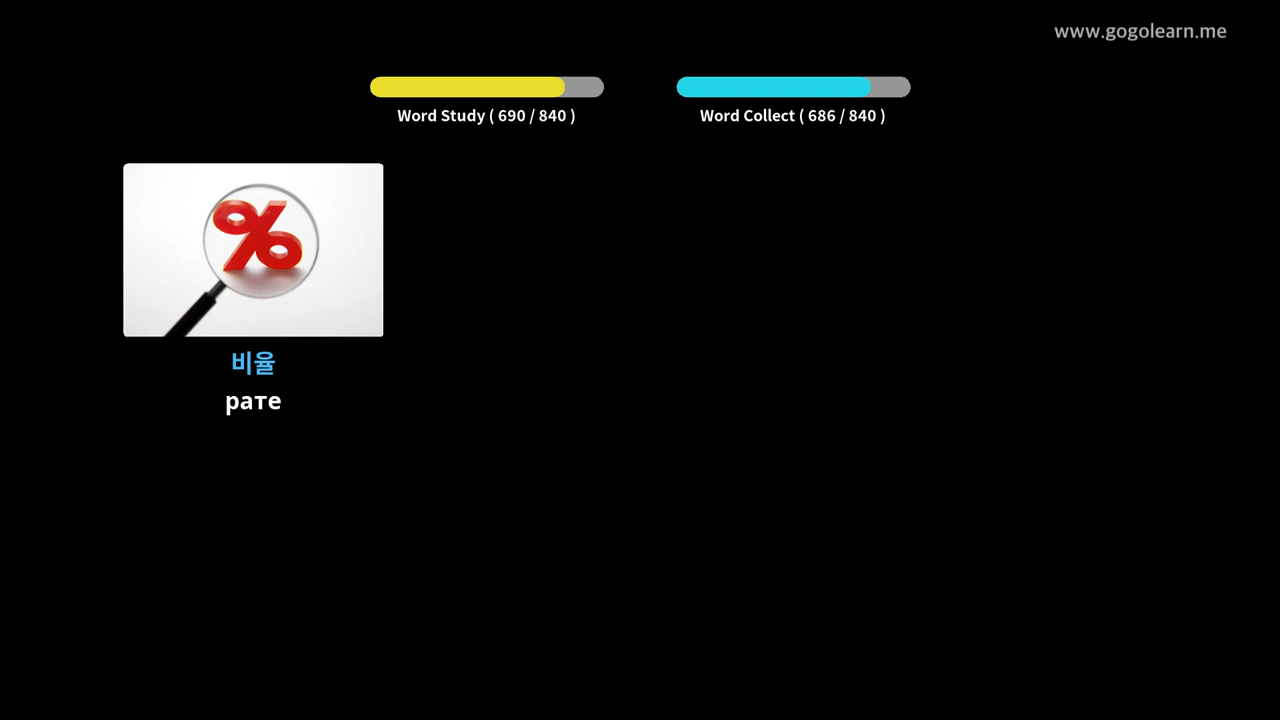 www.gogolearn.me
Word Study ( 690 / 840 )
Word Collect ( 686 / 840 )
%
비율
рате